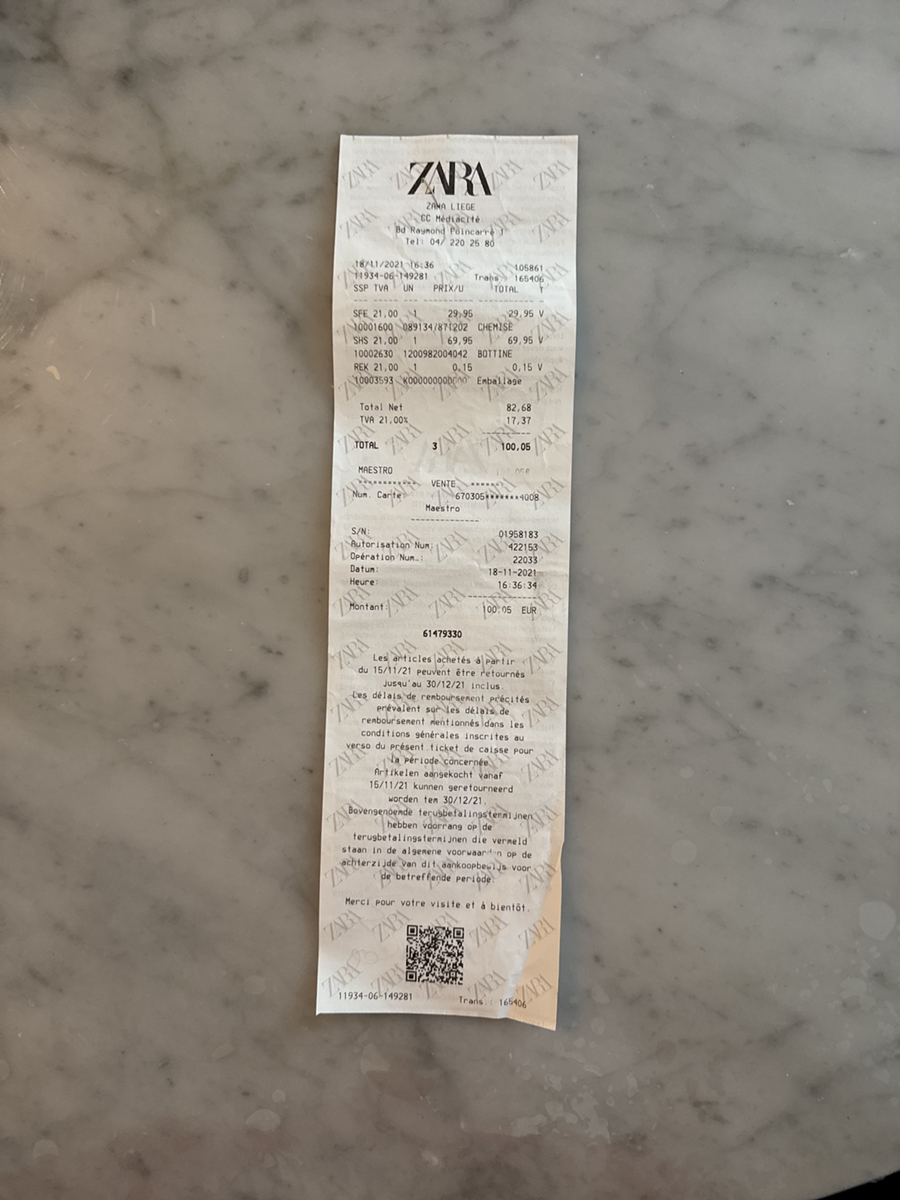 ZARA
ZARA LIEGE
CC Médiacité
Bd Raymond Poincarré
Tel: 04/ 220 25 80
18/11/2021 16:36 105861
11934-06-149281 Trans. 165406
SSP TVA UN PRIX/U TOTAL T
SFE 21,00 1 29,95 29,95 V
10001600 089134/871202 CHEMISE
SHS 21,00 1 69,95 69,95 V
10002630 1200982004042 BOTTINE
REK 21,00 1 0,15 0,15 V
10003593 Emballage
Total Net 82,68
TVA 21,00% 17,37
TOTAL 3 100,05
MAESTRO
************ VENTE *******
Num. Carte: 670305*******4008
Maestro
S/N: 01958183
Autorisation Num: 422153
Opération Num.: 22033
Datum: 18-11-2021
Heure: 16:36:34
Montant: 100,05 EUR
61479330
Les articles achetés à partir
du 15/11/21 peuvent être retournés
jusqu'au 30/12/21 inclus.
Les délais de remboursement précités
prévalent sur les délais de
remboursement mentionnés dans les
conditions générales inscrites au
verso du présent ticket de caisse pour
la période concernée.
Artikelen aangekocht vanaf
15/11/21 kunnen geretourneerd
worden tem 30/12/21.
Bovengenoemde terugbetalingstermijnen
hebben voorrang op de
terugbetalingstermijnen die vermeld
staan in de algemene voorwaarden op de
achterzijde van dit aankoopbewijs voor
de betreffende periode.
Merci pour votre visite et à bientôt.
11934-06-149281 Trans.: 165406